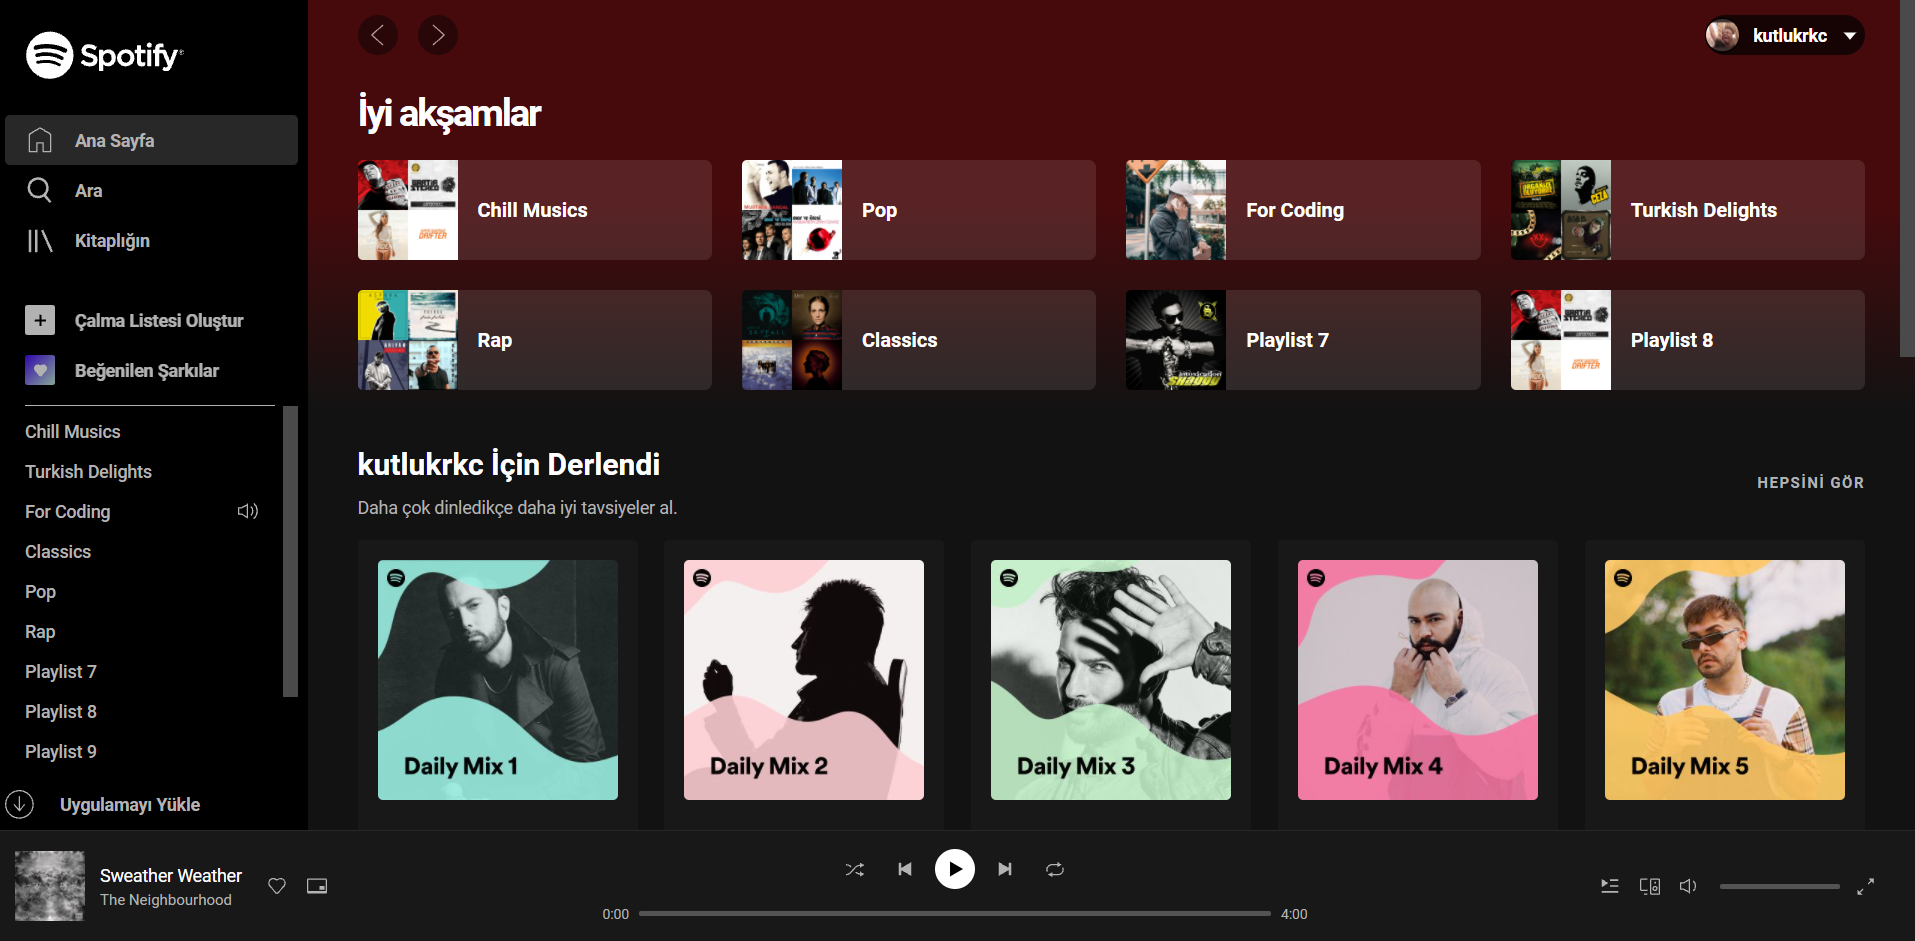 Spotify®
Ana Sayfa
Ara
Kitaplığın
Çalma Listesi Oluştur
Beğenilen Şarkılar
Chill Musics
Turkish Delights
For Coding
Classics
Pop
Rap
Playlist 7
Playlist 8
Playlist 9
Uygulamayı Yükle
kutlukrkc
İyi akşamlar
Chill Musics
Pop
For Coding
Turkish Delights
Rap
Classics
Playlist 7
Playlist 8
kutlukrkc İçin Derlendi
Daha çok dinledikçe daha iyi tavsiyeler al.
HEPSİNİ GÖR
Daily Mix 1
Daily Mix 2
Daily Mix 3
Daily Mix 4
Daily Mix 5
Sweather Weather
The Neighbourhood
0:00
4:00